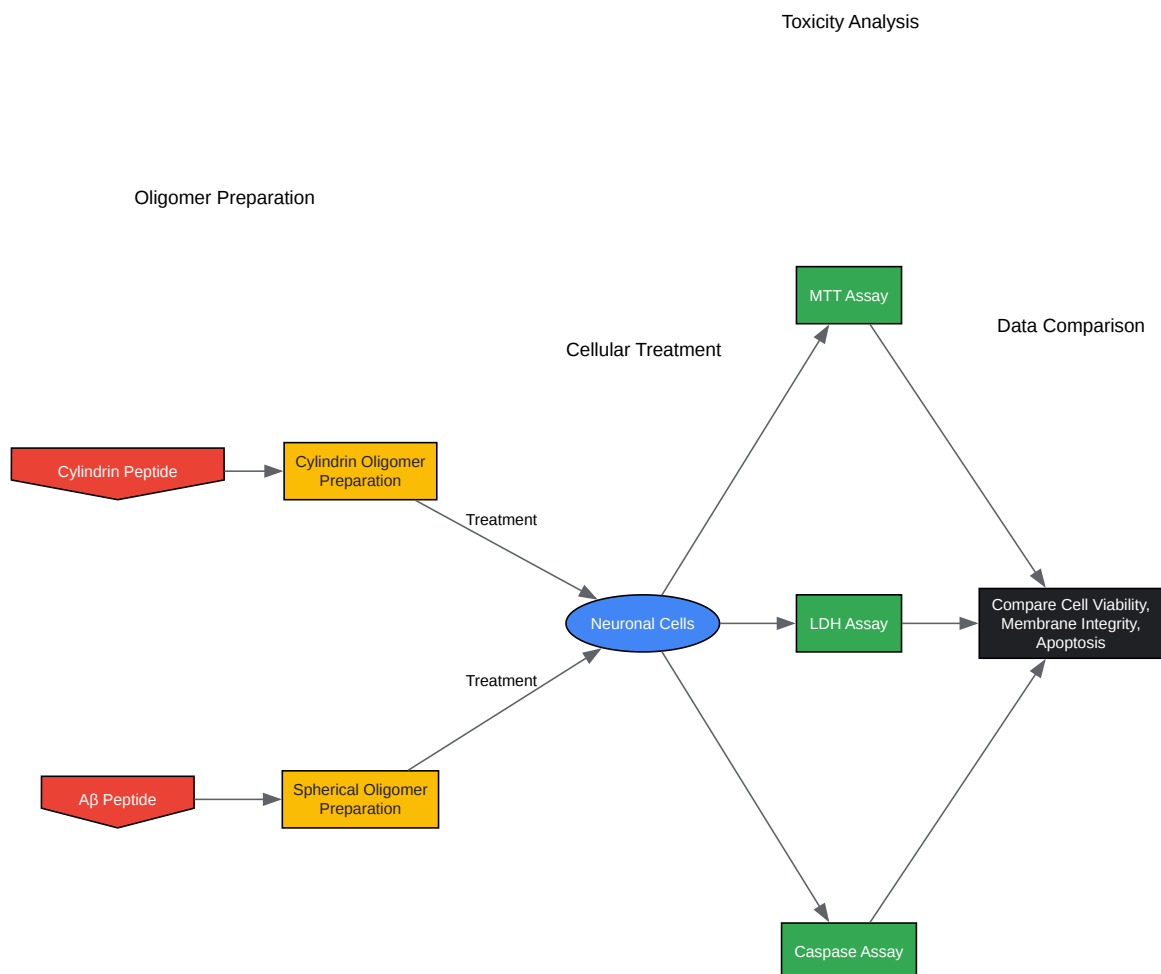 Toxicity Analysis
Oligomer Preparation
MTT Assay
Data Comparison
Cellular Treatment
Cylindrin Peptide
Cylindrin Oligomer
Preparation
Treatment
Neuronal Cells
LDH Assay
Compare Cell Viability,
Membrane Integrity,
Apoptosis
Treatment
Aβ Peptide
Spherical Oligomer
Preparation
Caspase Assay